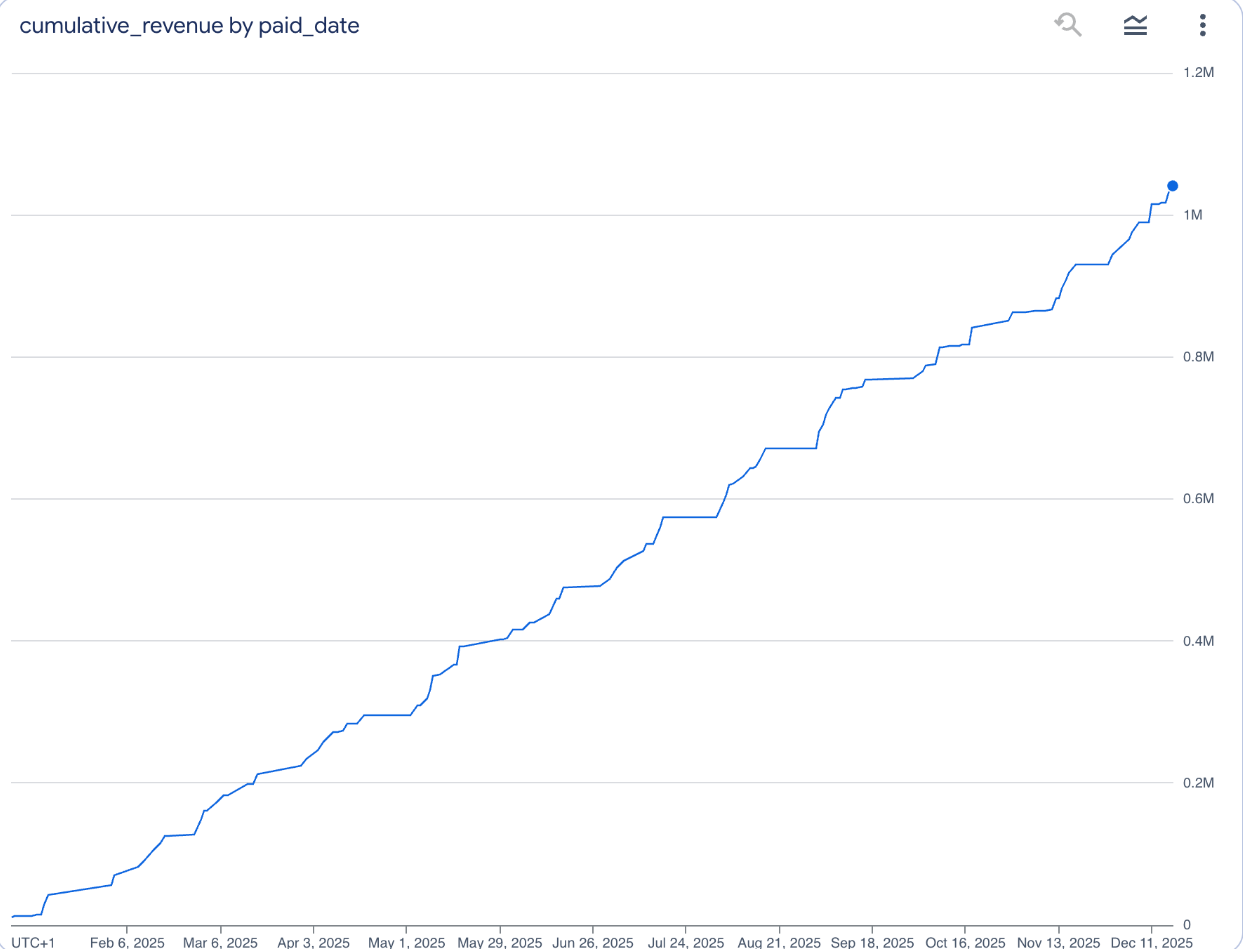 cumulative_revenue by paid_date
1.2M
1M
0.8M
0.6M
0.4M
0.2M
0
UTC+1 Feb 6, 2025 Mar 6, 2025 Apr 3, 2025 May 1, 2025 May 29, 2025 Jun 26, 2025 Jul 24, 2025 Aug 21, 2025 Sep 18, 2025 Oct 16, 2025 Nov 13, 2025 Dec 11, 2025